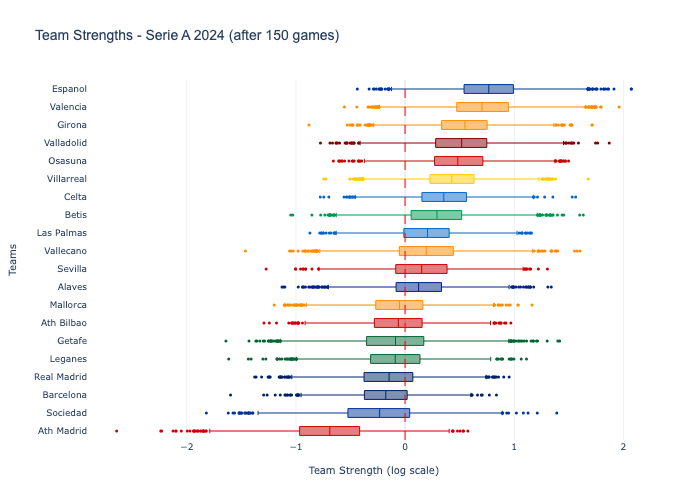 Team Strengths - Serie A 2024 (after 150 games)
Espanol
Valencia
Girona
Valladolid
Osasuna
Villarreal
Celta
Betis
Las Palmas
Vallecano
Sevilla
Alaves
Mallorca
Ath Bilbao
Getafe
Leganes
Real Madrid
Barcelona
Sociedad
Ath Madrid
Teams
−2
−1
0
1
2
Team Strength (log scale)